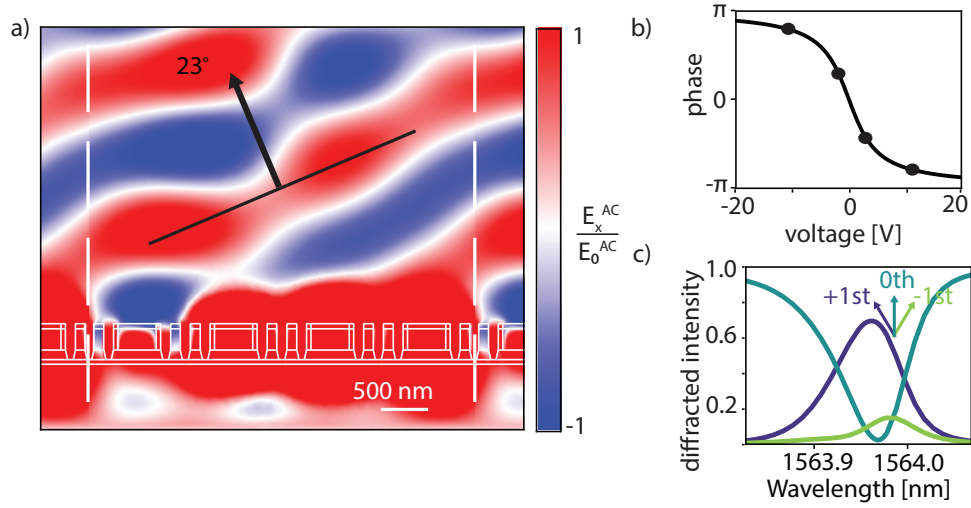 a)
23°
500 nm
1
E_x^AC
E_0^AC
-1
b)
π
0
-π
phase
-20
0
20
voltage [V]
c)
1.0
0.6
0.2
diffracted intensity
+1st
0th
-1st
1563.9
1564.0
Wavelength [nm]